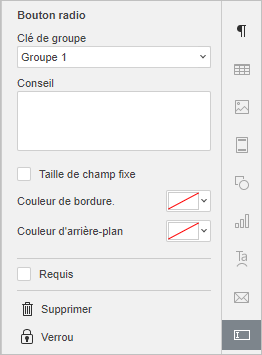 Bouton radio
Clé de groupe
Groupe 1
Conseil
Taille de champ fixe
Couleur de bordure.
Couleur d'arrière-plan
Requis
Supprimer
Verrou
¶
Ta